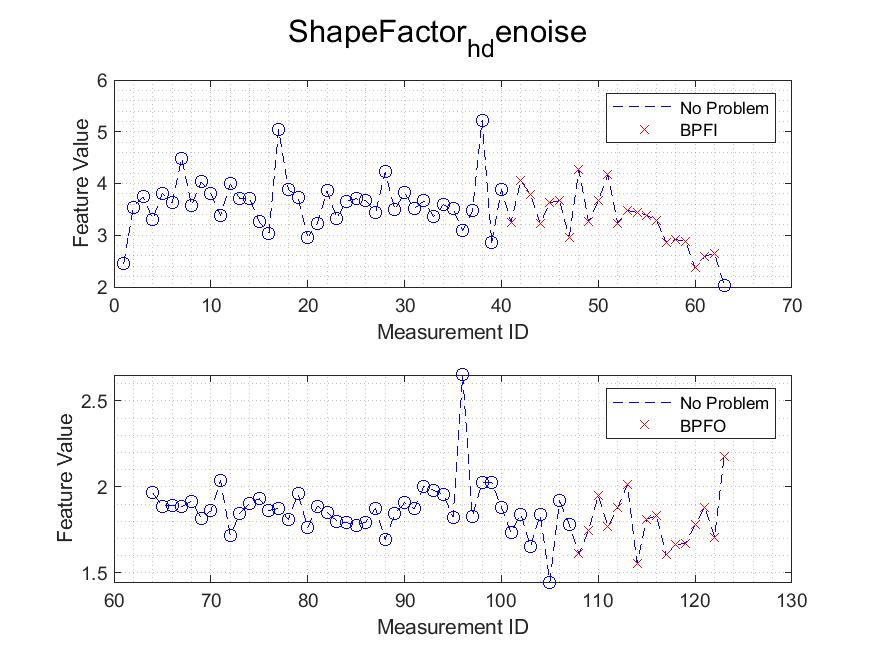 ShapeFactor_hdenoise
6
5
4
3
2
Feature Value
No Problem
BPFI
0 10 20 30 40 50 60 70
Measurement ID
2.5
2
1.5
Feature Value
No Problem
BPFO
60 70 80 90 100 110 120 130
Measurement ID